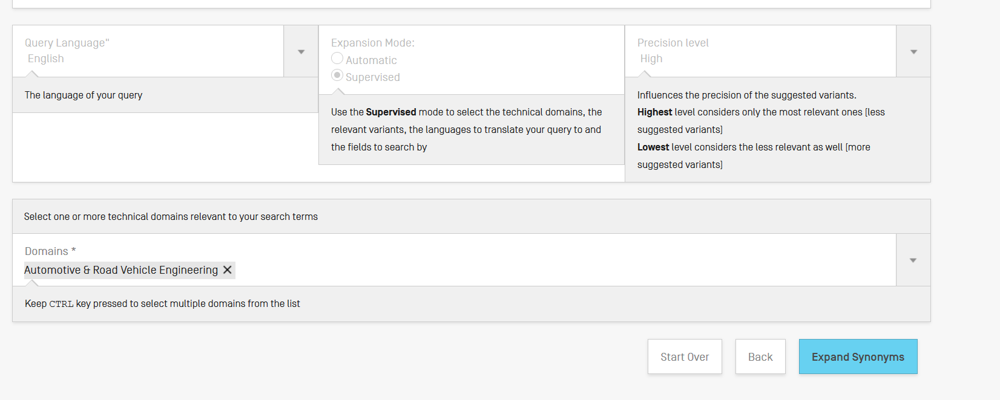 Query Language"
English
The language of your query
Expansion Mode:
Automatic
Supervised
Use the Supervised mode to select the technical domains, the
relevant variants, the languages to translate your query to and
the fields to search by
Precision level
High
Influences the precision of the suggested variants.
Highest level considers only the most relevant ones [less
suggested variants]
Lowest level considers the less relevant as well [more
suggested variants]
Select one or more technical domains relevant to your search terms
Domains *
Automotive & Road Vehicle Engineering
Keep CTRL key pressed to select multiple domains from the list
Start Over
Back
Expand Synonyms